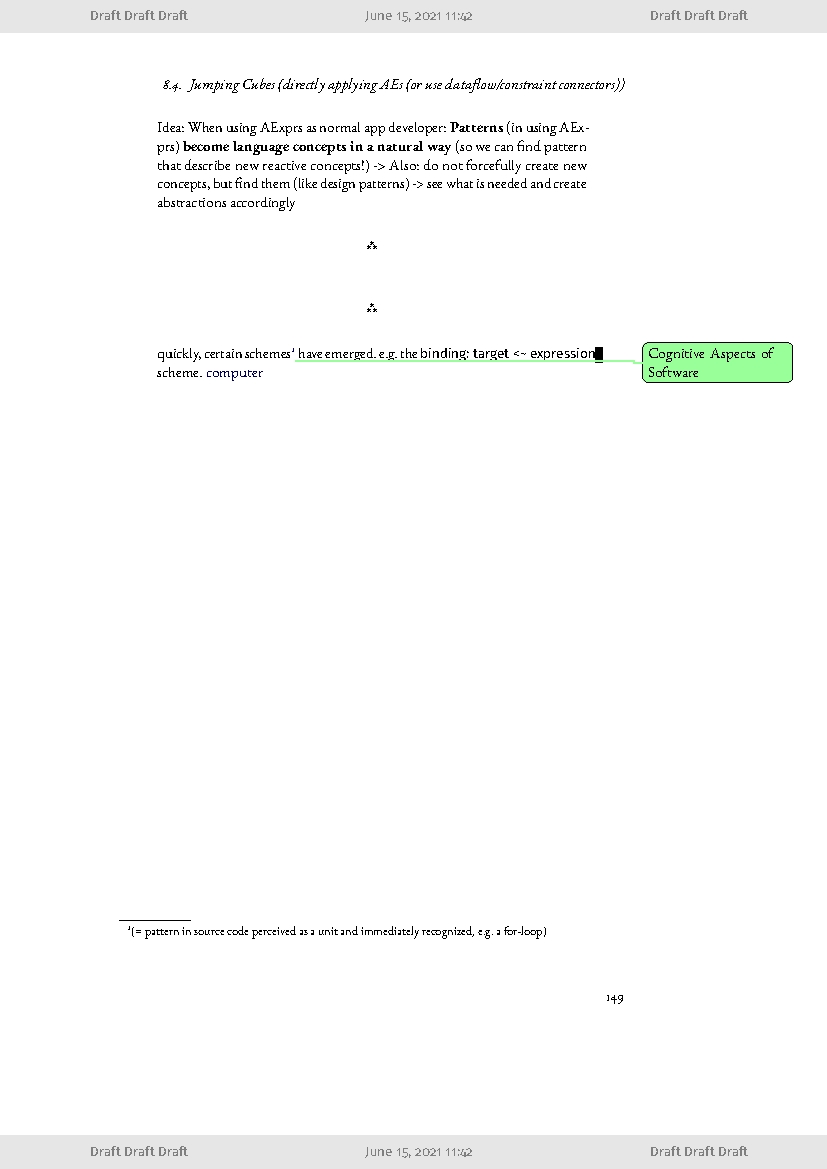 Draft Draft Draft June 15, 2021 11:42 Draft Draft Draft
8.4. Jumping Cubes (directly applying AEs (or use dataflow/constraint connectors))
Idea: When using AExprs as normal app developer: Patterns (in using AEx-
prs) become language concepts in a natural way (so we can find pattern
that describe new reactive concepts!) -> Also: do not forcefully create new
concepts, but find them (like design patterns) -> see what is needed and create
abstractions accordingly
⁂
⁂
quickly, certain schemes¹ have emerged. e.g. the binding: target <~ expression
scheme. computer
Cognitive Aspects of
Software
¹(= pattern in source code perceived as a unit and immediately recognized, e.g. a for-loop)
149
Draft Draft Draft June 15, 2021 11:42 Draft Draft Draft